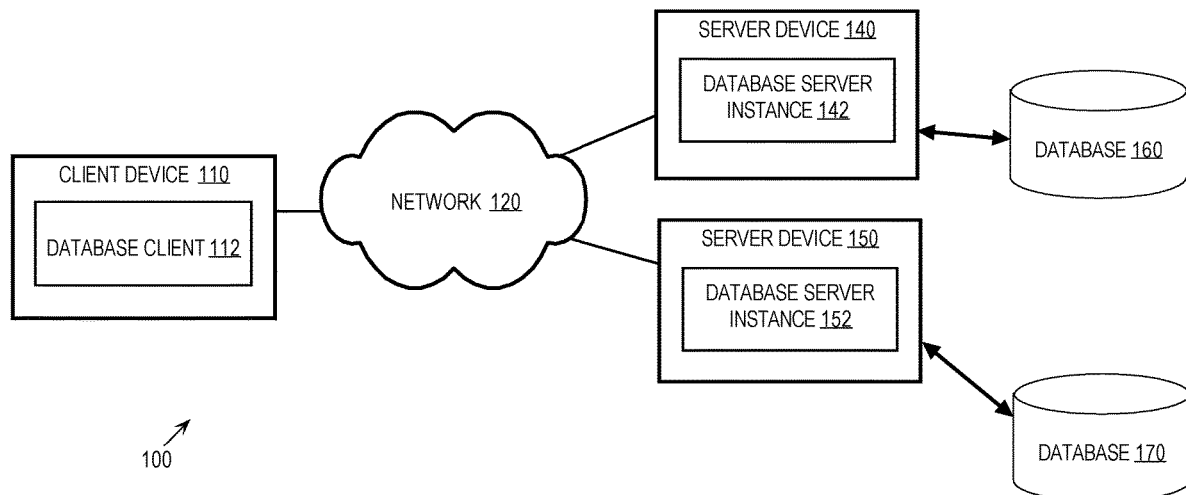 CLIENT DEVICE 110
DATABASE CLIENT 112
NETWORK 120
SERVER DEVICE 140
DATABASE SERVER
INSTANCE 142
DATABASE 160
SERVER DEVICE 150
DATABASE SERVER
INSTANCE 152
DATABASE 170
100